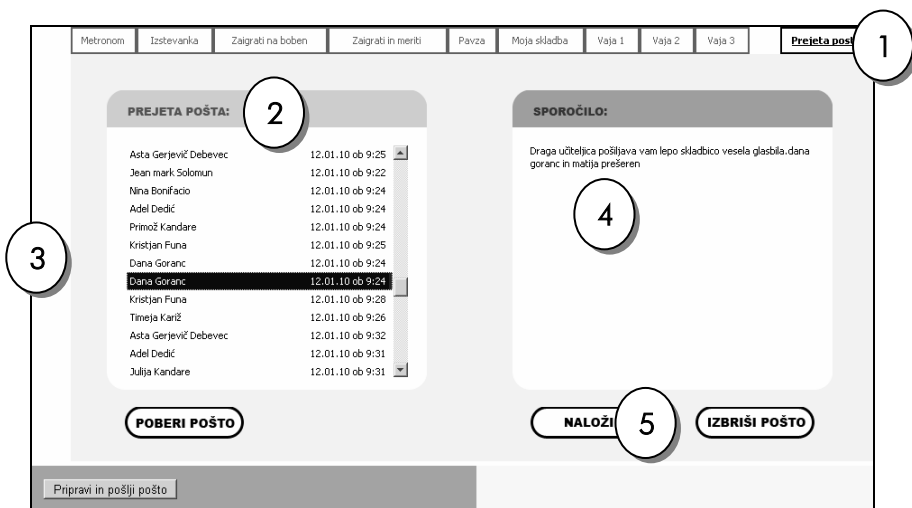 Metronom Izstevanka Zaigrati na boben Zaigrati in meriti Pavza Moja skladba Vaja 1 Vaja 2 Vaja 3 Prejeta 1
PREJETA POŠTA: 2
SPOROČILO:
Asta Gerjevič Debevec 12.01.10 ob 9:25
Jean mark Solomun 12.01.10 ob 9:22
Nina Bonifacio 12.01.10 ob 9:24
Adel Dedić 12.01.10 ob 9:24
Primož Kandare 12.01.10 ob 9:24
Kristjan Funa 12.01.10 ob 9:25
Dana Goranc 12.01.10 ob 9:24
Dana Goranc 12.01.10 ob 9:24
Kristjan Funa 12.01.10 ob 9:28
Timeja Kariž 12.01.10 ob 9:26
Asta Gerjevič Debevec 12.01.10 ob 9:32
Adel Dedić 12.01.10 ob 9:31
Julija Kandare 12.01.10 ob 9:31
3
Draga učiteljica pošiljava vam lepo skladbico vesela glasbila.dana
goranc in matija prešeren
4
POBERI POŠTO
NALOŽI 5 IZBRIŠI POŠTO
Pripravi in pošlji pošto